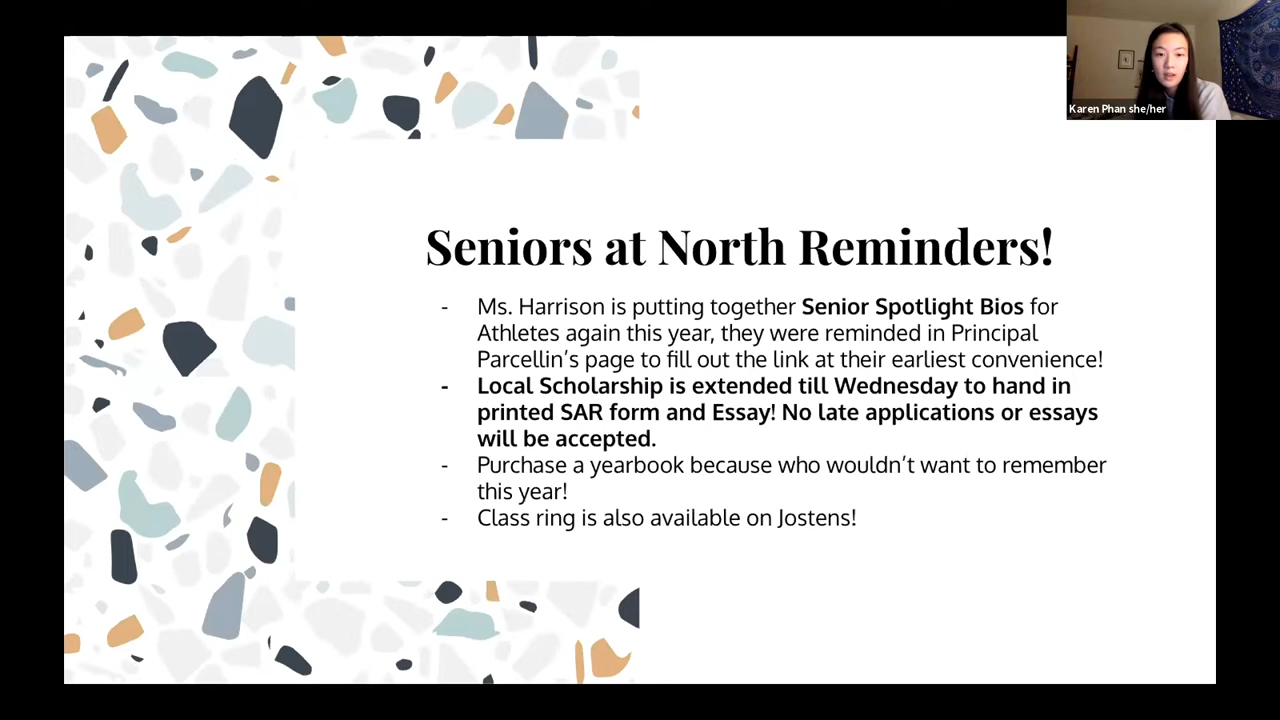 Karen Phan she/her
Seniors at North Reminders!
- Ms. Harrison is putting together Senior Spotlight Bios for
Athletes again this year, they were reminded in Principal
Parcellin’s page to fill out the link at their earliest convenience!
- Local Scholarship is extended till Wednesday to hand in
printed SAR form and Essay! No late applications or essays
will be accepted.
- Purchase a yearbook because who wouldn’t want to remember
this year!
- Class ring is also available on Jostens!